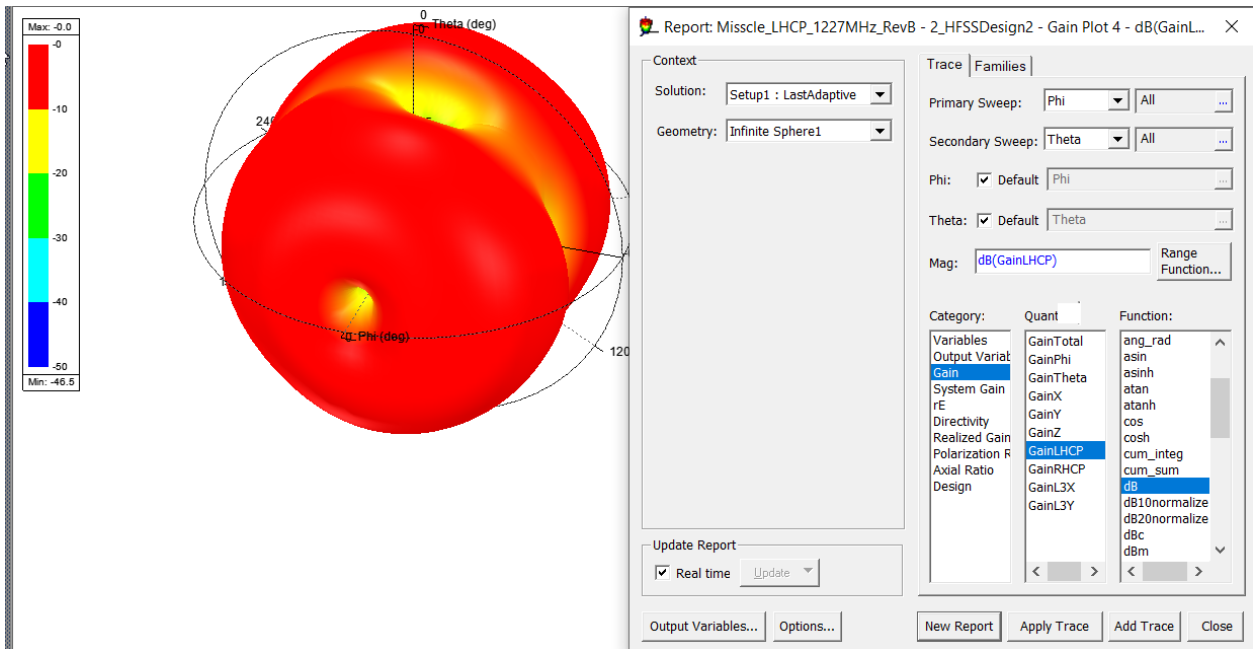 Max: -0.0
-0
-10
-20
-30
-40
-50
Min: -46.5
0
Theta (deg)
240
-0 Phi (deg)
120
Report: Misscle_LHCP_1227MHz_RevB - 2_HFSSDesign2 - Gain Plot 4 - dB(GainL...
Context
Solution: Setup1 : LastAdaptive
Geometry: Infinite Sphere1
Update Report
Real time Update
Output Variables... Options...
Trace Families
Primary Sweep: Phi All ...
Secondary Sweep: Theta All ...
Phi: Default Phi ...
Theta: Default Theta ...
Mag: dB(GainLHCP) Range Function...
Category:
Variables
Output Variab
Gain
System Gain
rE
Directivity
Realized Gain
Polarization R
Axial Ratio
Design
Quant
GainTotal
GainPhi
GainTheta
GainX
GainY
GainZ
GainLHCP
GainRHCP
GainL3X
GainL3Y
Function:
ang_rad
asin
asinh
atan
atanh
cos
cosh
cum_integ
cum_sum
dB
dB10normalize
dB20normalize
dBc
dBm
New Report Apply Trace Add Trace Close